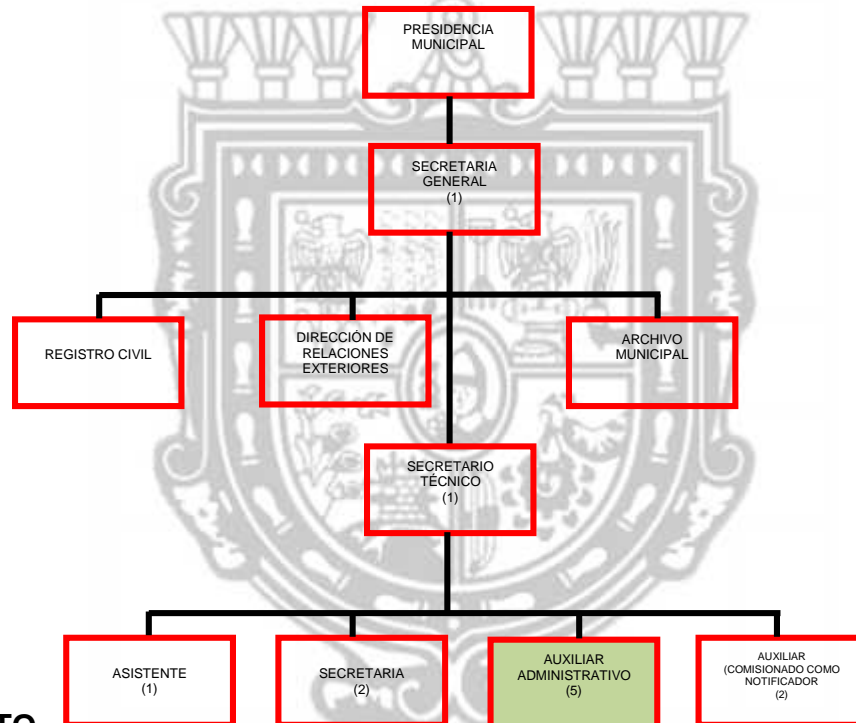 PRESIDENCIA
MUNICIPAL
SECRETARIA
GENERAL
(1)
REGISTRO CIVIL
DIRECCIÓN DE
RELACIONES
EXTERIORES
ARCHIVO
MUNICIPAL
SECRETARIO
TÉCNICO
(1)
ASISTENTE
(1)
SECRETARIA
(2)
AUXILIAR
ADMINISTRATIVO
(5)
AUXILIAR
(COMISIONADO COMO
NOTIFICADOR
(2)